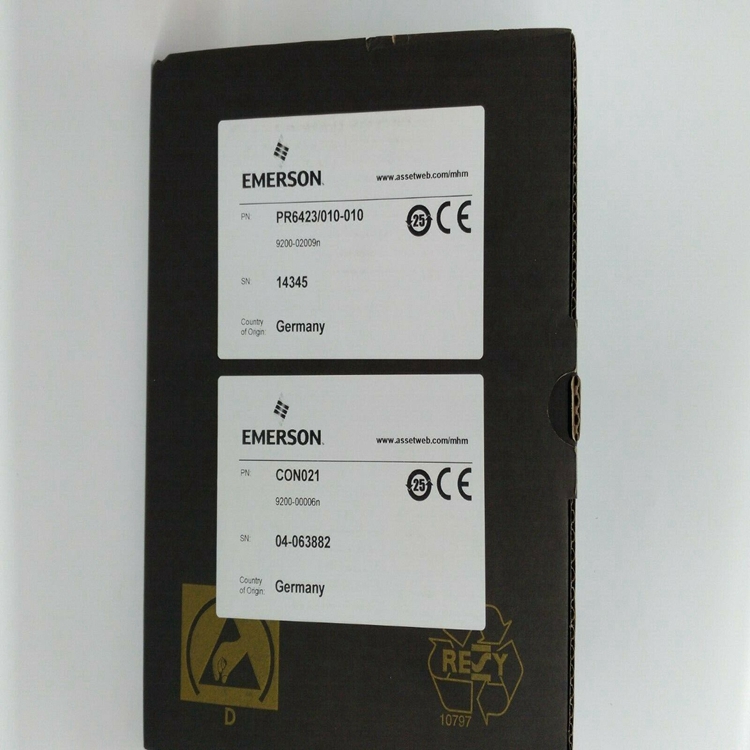 EMERSON.
www.assetweb.com/mhm
PN: PR6423/010-010
25 CE
9200-02009n
SN: 14345
Country
of Origin: Germany
EMERSON.
www.assetweb.com/mhm
PN: CON021
25 CE
9200-00006n
SN: 04-063882
Country
of Origin: Germany
D
RESY
10797